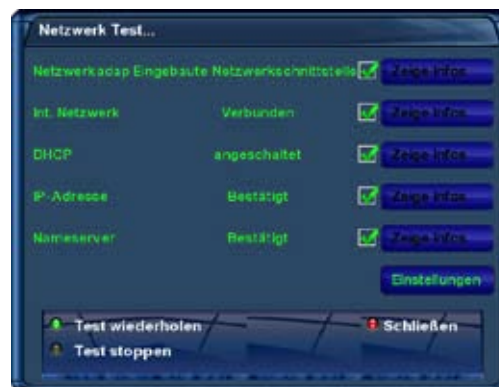 Netzwerk Test...
Netzwerkadap Eingebaute Netzwerkschnittstelle Zeige Infos
Int. Netzwerk Verbunden Zeige Infos
DHCP angeschaltet Zeige Infos
IP-Adresse Bestätigt Zeige Infos
Nameserver Bestätigt Zeige Infos
Einstellungen
Test wiederholen Schließen
Test stoppen